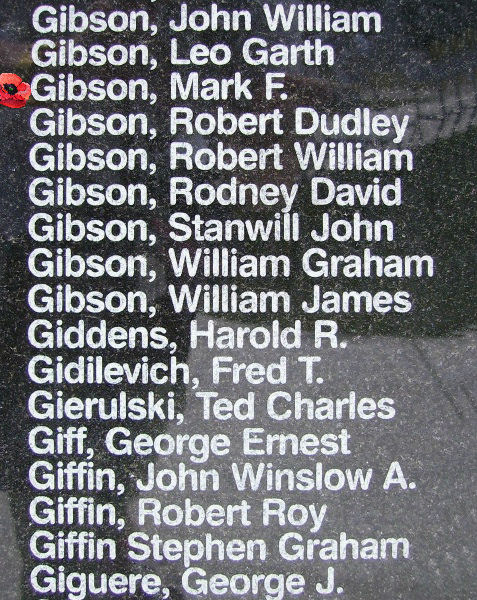 Gibson, John William
Gibson, Leo Garth
Gibson, Mark F.
Gibson, Robert Dudley
Gibson, Robert William
Gibson, Rodney David
Gibson, Stanwill John
Gibson, William Graham
Gibson, William James
Giddens, Harold R.
Gidilevich, Fred T.
Gierulski, Ted Charles
Giff, George Ernest
Giffin, John Winslow A.
Giffin, Robert Roy
Giffin Stephen Graham
Giguere, George J.